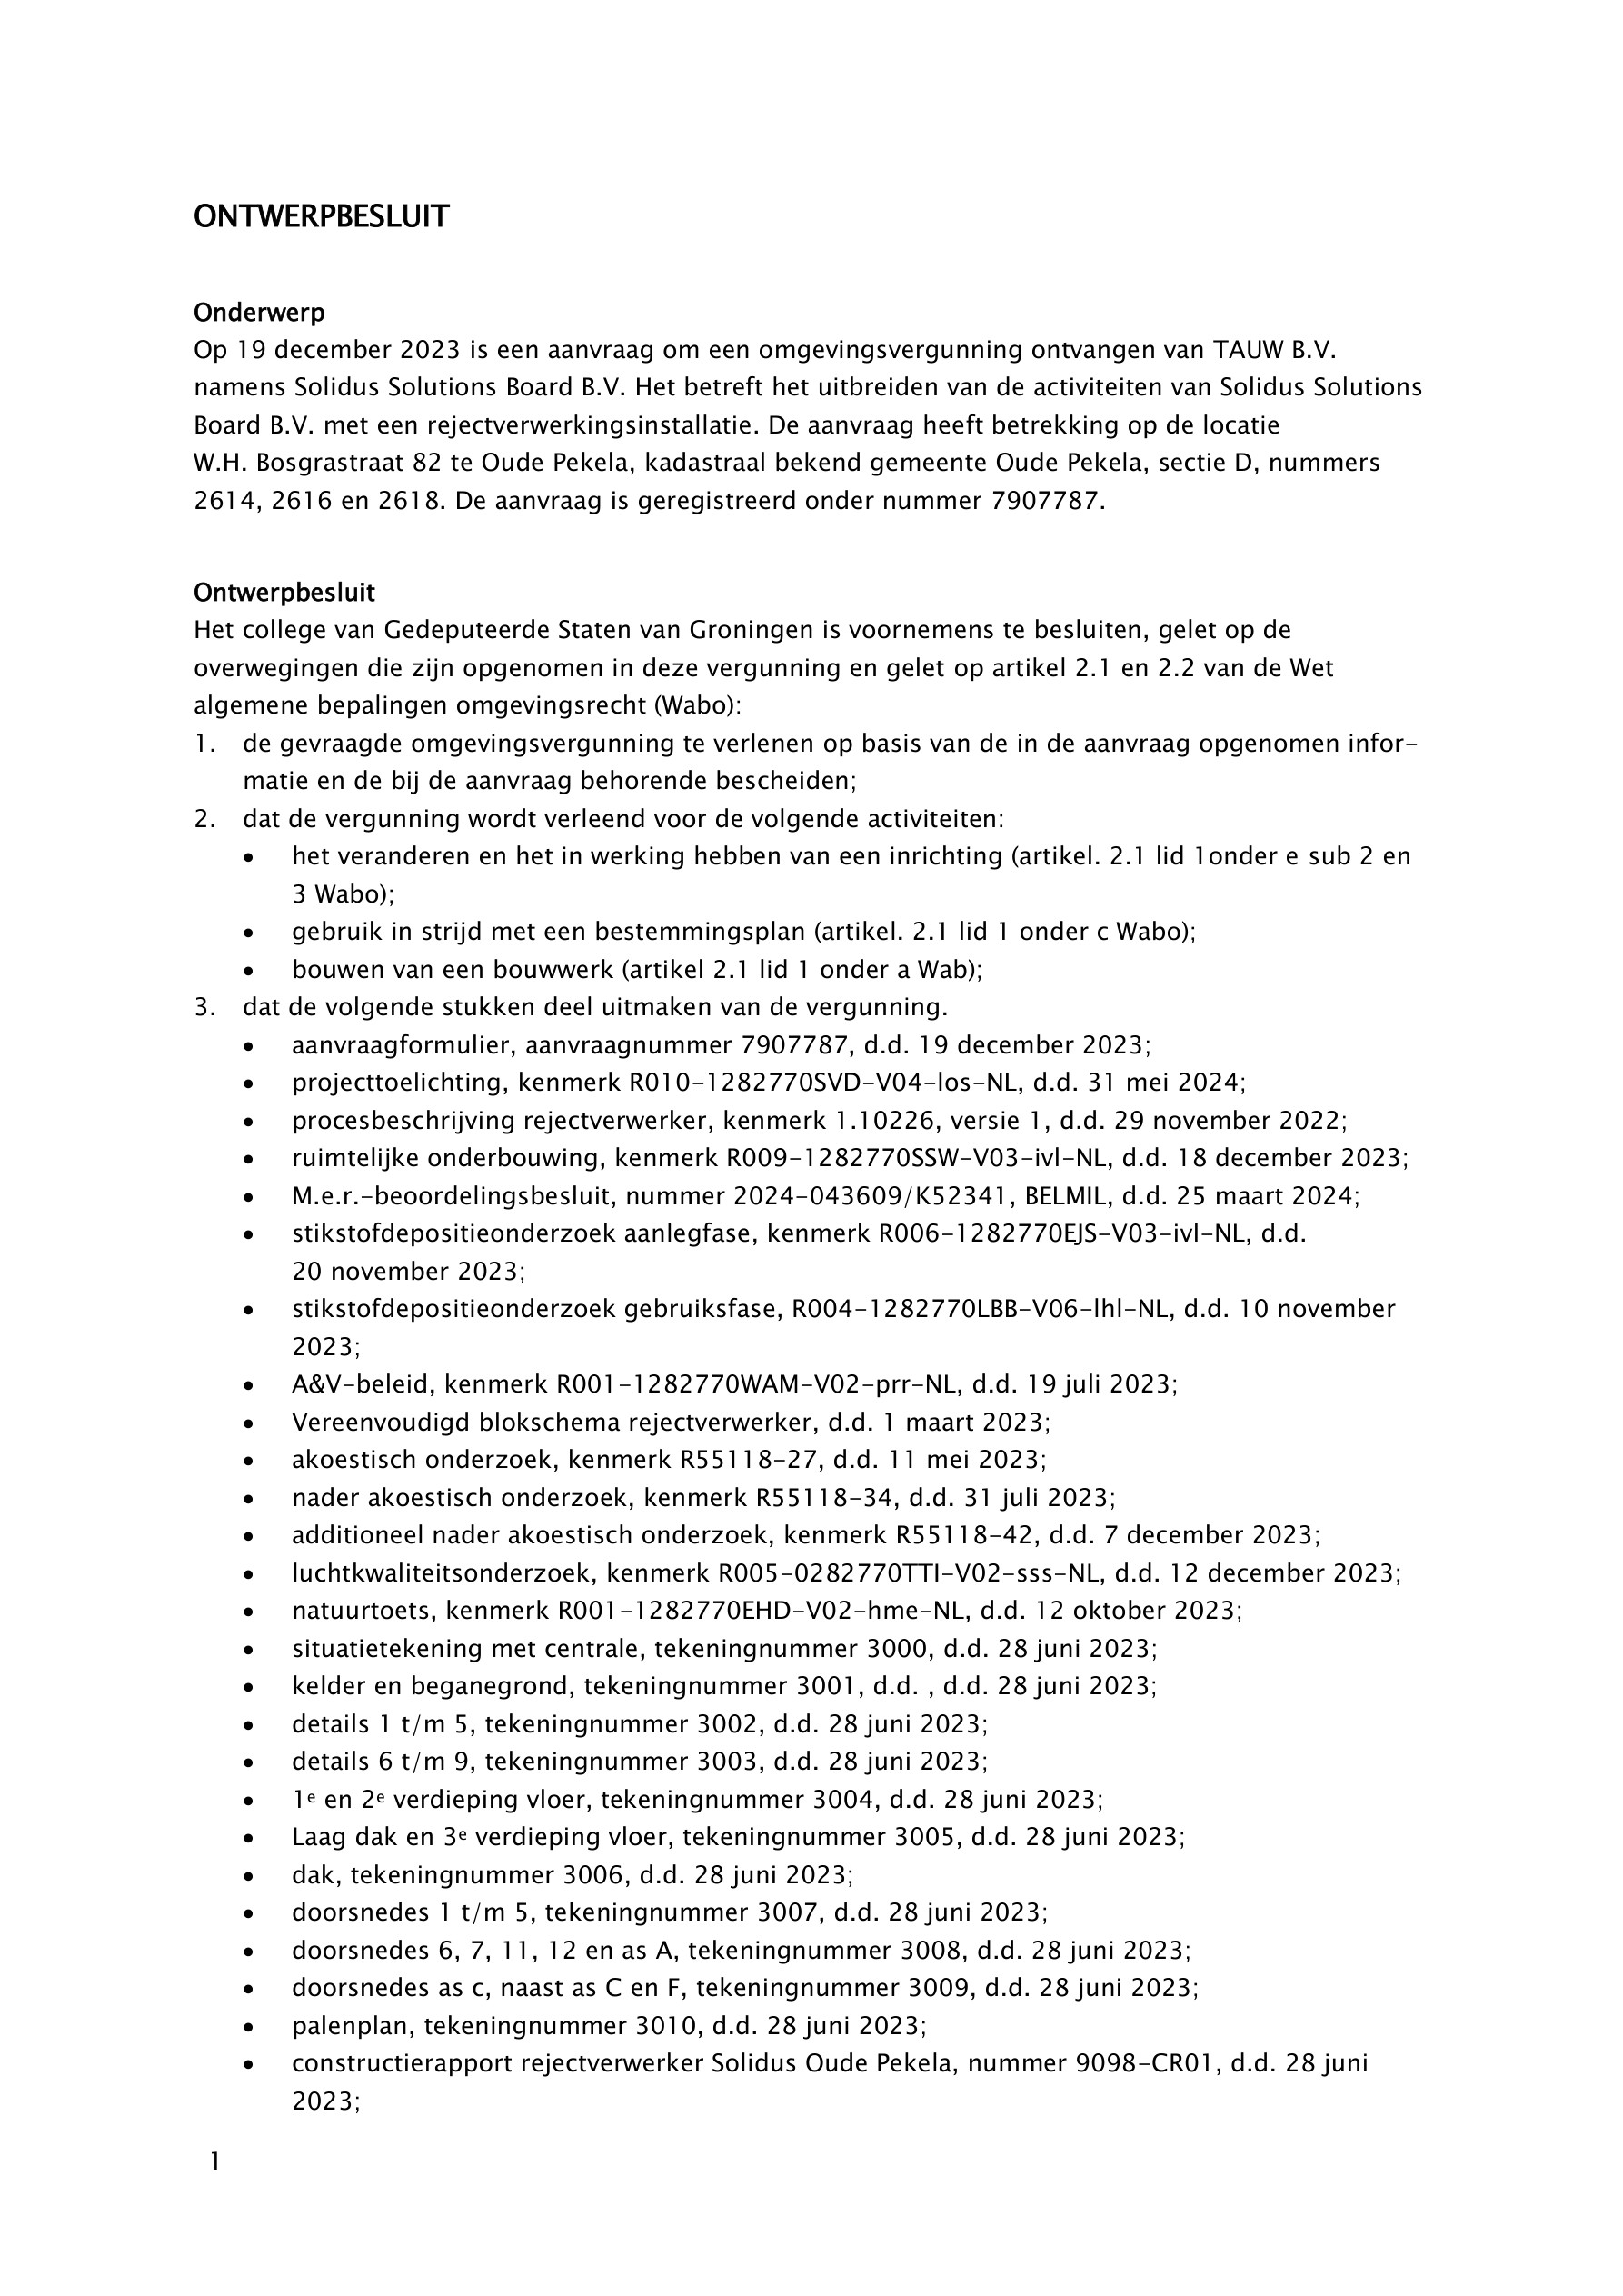 ONTWERPBESLUIT
Onderwerp
Op 19 december 2023 is een aanvraag om een omgevingsvergunning ontvangen van TAUW B.V.
namens Solidus Solutions Board B.V. Het betreft het uitbreiden van de activiteiten van Solidus Solutions
Board B.V. met een rejectverwerkingsinstallatie. De aanvraag heeft betrekking op de locatie
W.H. Bosgrastraat 82 te Oude Pekela, kadastraal bekend gemeente Oude Pekela, sectie D, nummers
2614, 2616 en 2618. De aanvraag is geregistreerd onder nummer 7907787.
Ontwerpbesluit
Het college van Gedeputeerde Staten van Groningen is voornemens te besluiten, gelet op de
overwegingen die zijn opgenomen in deze vergunning en gelet op artikel 2.1 en 2.2 van de Wet
algemene bepalingen omgevingsrecht (Wabo):
1. de gevraagde omgevingsvergunning te verlenen op basis van de in de aanvraag opgenomen infor-
matie en de bij de aanvraag behorende bescheiden;
2. dat de vergunning wordt verleend voor de volgende activiteiten:
• het veranderen en het in werking hebben van een inrichting (artikel. 2.1 lid 1onder e sub 2 en
3 Wabo);
• gebruik in strijd met een bestemmingsplan (artikel. 2.1 lid 1 onder c Wabo);
• bouwen van een bouwwerk (artikel 2.1 lid 1 onder a Wab);
3. dat de volgende stukken deel uitmaken van de vergunning.
• aanvraagformulier, aanvraagnummer 7907787, d.d. 19 december 2023;
• projecttoelichting, kenmerk R010-1282770SVD-V04-los-NL, d.d. 31 mei 2024;
• procesbeschrijving rejectverwerker, kenmerk 1.10226, versie 1, d.d. 29 november 2022;
• ruimtelijke onderbouwing, kenmerk R009-1282770SSW-V03-ivl-NL, d.d. 18 december 2023;
• M.e.r.-beoordelingsbesluit, nummer 2024-043609/K52341, BELMIL, d.d. 25 maart 2024;
• stikstofdepositieonderzoek aanlegfase, kenmerk R006-1282770EJS-V03-ivl-NL, d.d.
20 november 2023;
• stikstofdepositieonderzoek gebruiksfase, R004-1282770LBB-V06-lhl-NL, d.d. 10 november
2023;
• A&V-beleid, kenmerk R001-1282770WAM-V02-prr-NL, d.d. 19 juli 2023;
• Vereenvoudigd blokschema rejectverwerker, d.d. 1 maart 2023;
• akoestisch onderzoek, kenmerk R55118-27, d.d. 11 mei 2023;
• nader akoestisch onderzoek, kenmerk R55118-34, d.d. 31 juli 2023;
• additioneel nader akoestisch onderzoek, kenmerk R55118-42, d.d. 7 december 2023;
• luchtkwaliteitsonderzoek, kenmerk R005-0282770TTI-V02-sss-NL, d.d. 12 december 2023;
• natuurtoets, kenmerk R001-1282770EHD-V02-hme-NL, d.d. 12 oktober 2023;
• situatietekening met centrale, tekeningnummer 3000, d.d. 28 juni 2023;
• kelder en beganegrond, tekeningnummer 3001, d.d. , d.d. 28 juni 2023;
• details 1 t/m 5, tekeningnummer 3002, d.d. 28 juni 2023;
• details 6 t/m 9, tekeningnummer 3003, d.d. 28 juni 2023;
• 1e en 2e verdieping vloer, tekeningnummer 3004, d.d. 28 juni 2023;
• Laag dak en 3e verdieping vloer, tekeningnummer 3005, d.d. 28 juni 2023;
• dak, tekeningnummer 3006, d.d. 28 juni 2023;
• doorsnedes 1 t/m 5, tekeningnummer 3007, d.d. 28 juni 2023;
• doorsnedes 6, 7, 11, 12 en as A, tekeningnummer 3008, d.d. 28 juni 2023;
• doorsnedes as c, naast as C en F, tekeningnummer 3009, d.d. 28 juni 2023;
• palenplan, tekeningnummer 3010, d.d. 28 juni 2023;
• constructierapport rejectverwerker Solidus Oude Pekela, nummer 9098-CR01, d.d. 28 juni
2023;
1